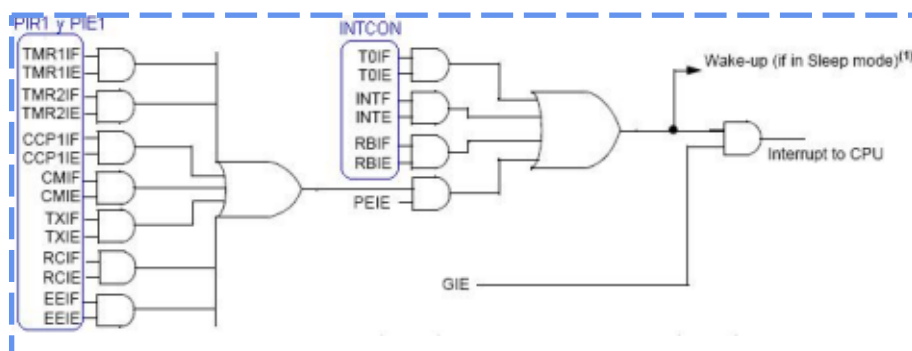 PIR1 y PIE1
TMR1IF
TMR1IE
TMR2IF
TMR2IE
CCP1IF
CCP1IE
CMIF
CMIE
TXIF
TXIE
RCIF
RCIE
EEIF
EEIE
INTCON
T0IF
T0IE
INTF
INTE
RBIF
RBIE
PEIE
GIE
Wake-up (if in Sleep mode)(1)
Interrupt to CPU